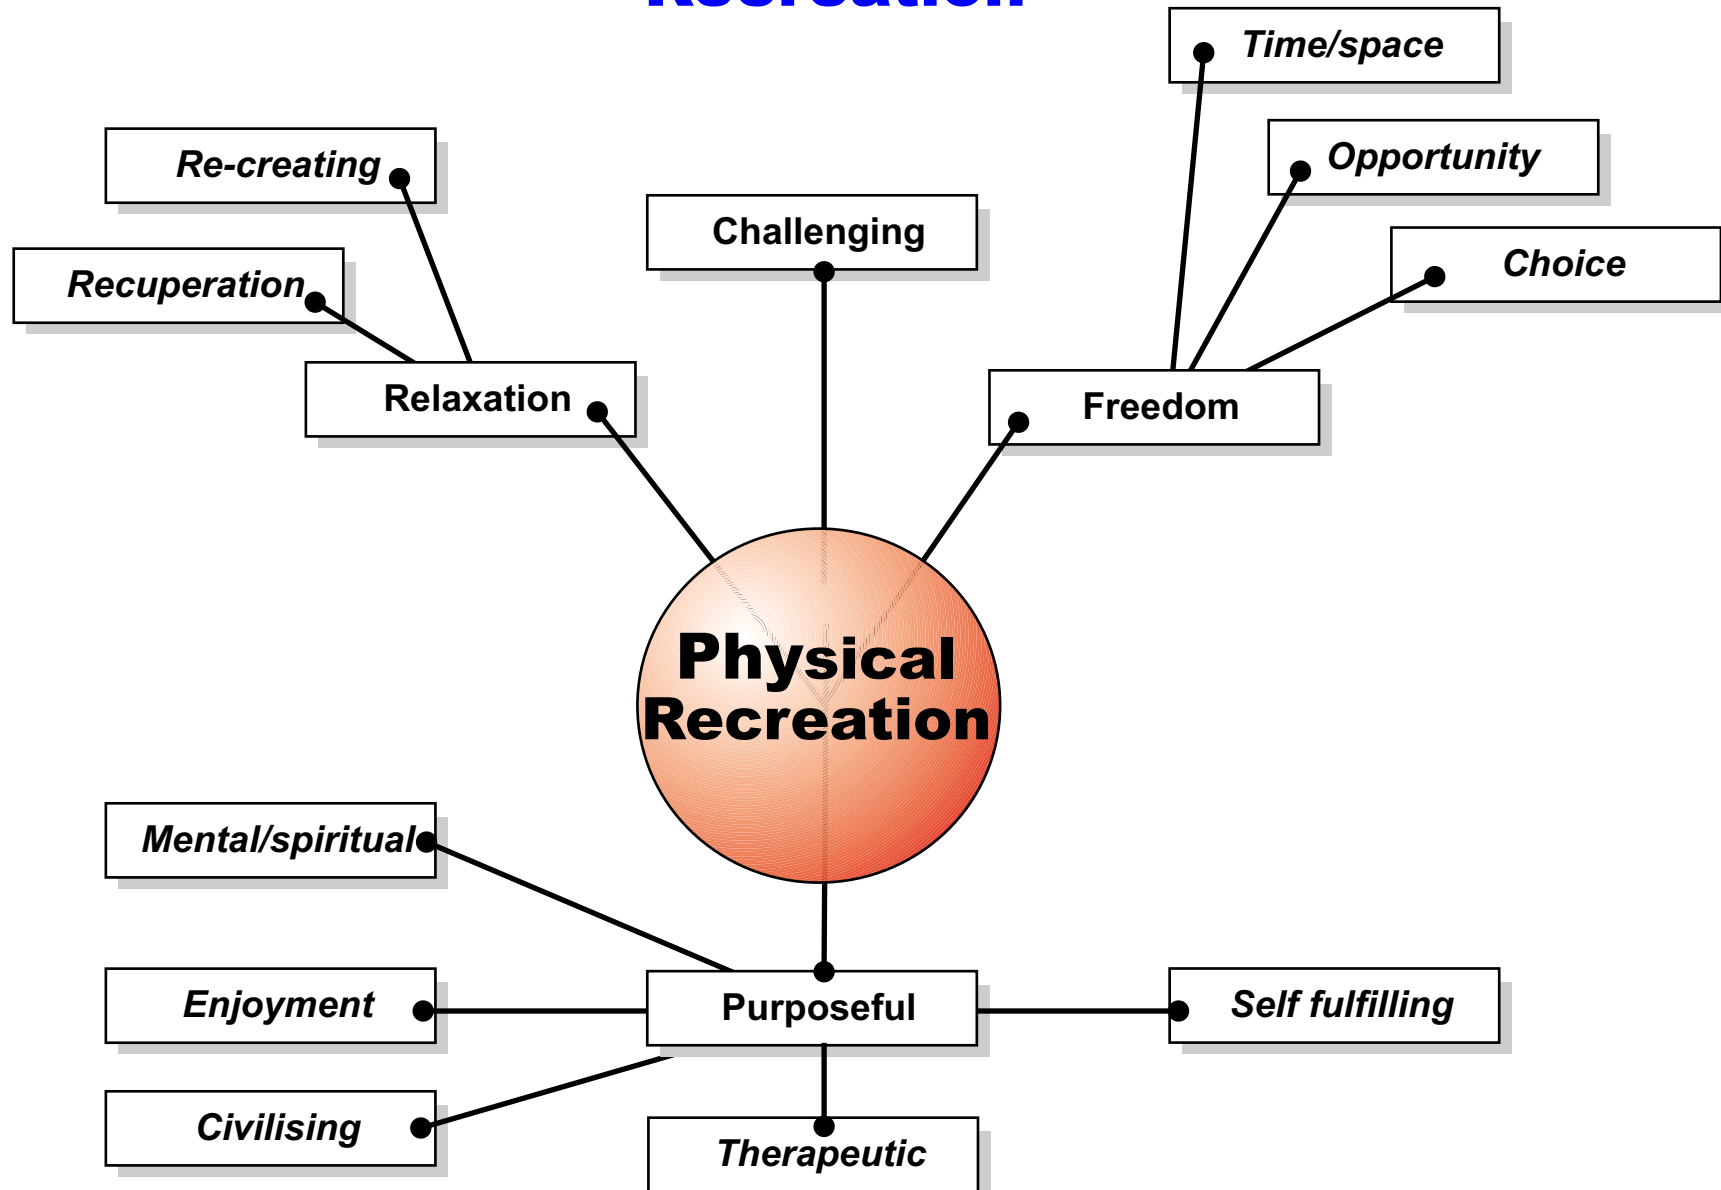 Recreation
Time/space
Re-creating
Opportunity
Challenging
Recuperation
Choice
Relaxation
Freedom
Physical
Recreation
Mental/spiritual
Enjoyment
Purposeful
Self fulfilling
Civilising
Therapeutic